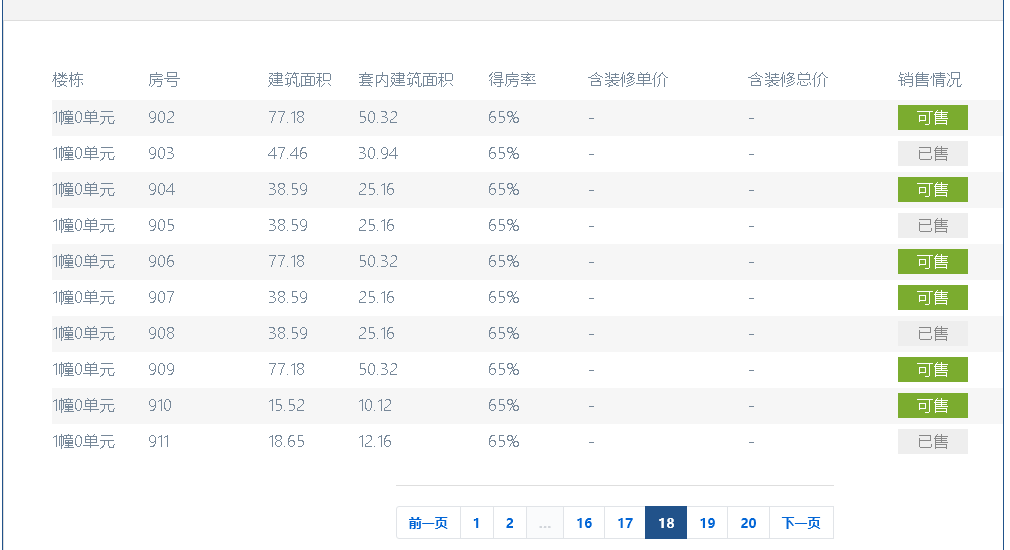 楼栋 房号 建筑面积 套内建筑面积 得房率 含装修单价 含装修总价 销售情况
1幢0单元 902 77.18 50.32 65% - - 可售
1幢0单元 903 47.46 30.94 65% - - 已售
1幢0单元 904 38.59 25.16 65% - - 可售
1幢0单元 905 38.59 25.16 65% - - 已售
1幢0单元 906 77.18 50.32 65% - - 可售
1幢0单元 907 38.59 25.16 65% - - 可售
1幢0单元 908 38.59 25.16 65% - - 已售
1幢0单元 909 77.18 50.32 65% - - 可售
1幢0单元 910 15.52 10.12 65% - - 可售
1幢0单元 911 18.65 12.16 65% - - 已售
前一页 1 2 ... 16 17 18 19 20 下一页